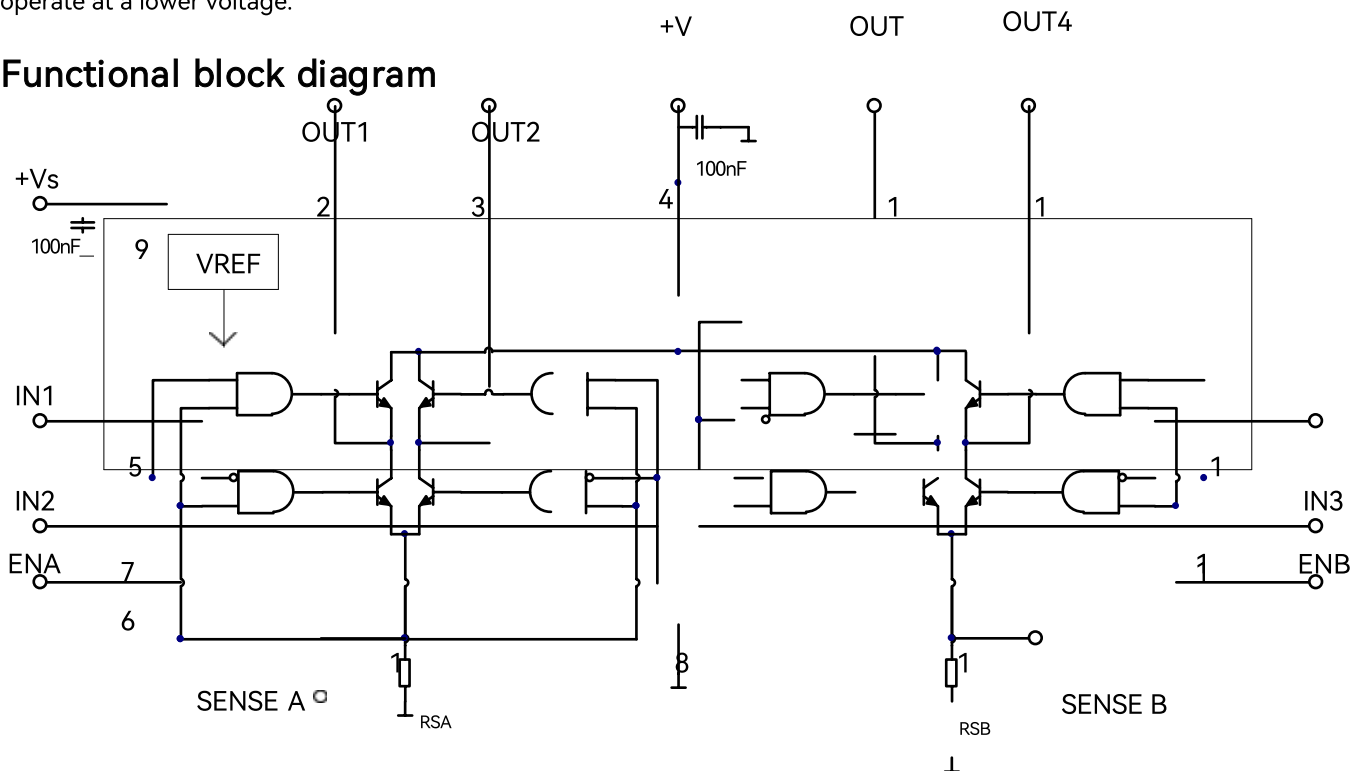 operate at a lower voltage.
+V
OUT
OUT4
Functional block diagram
OUT1
OUT2
100nF
+Vs
2
3
4
1
1
100nF_
9
VREF
IN1
5
1
IN2
IN3
ENA
7
1
ENB
6
1
8
1
SENSE A
SENSE B
RSA
RSB